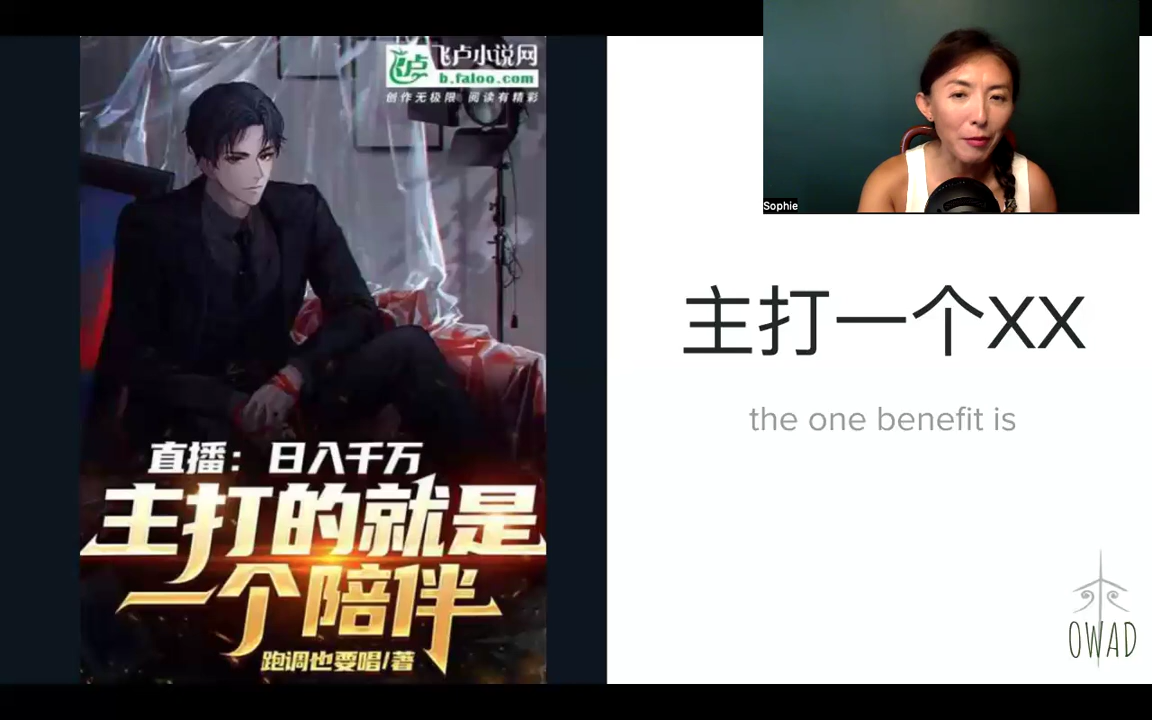 飞卢小说网
b.faloo.com
创作无极限 阅读有精彩
直播：日入千万
主打的就是
一个陪伴
跑调也要唱/著
Sophie
主打一个XX
the one benefit is
OWAD